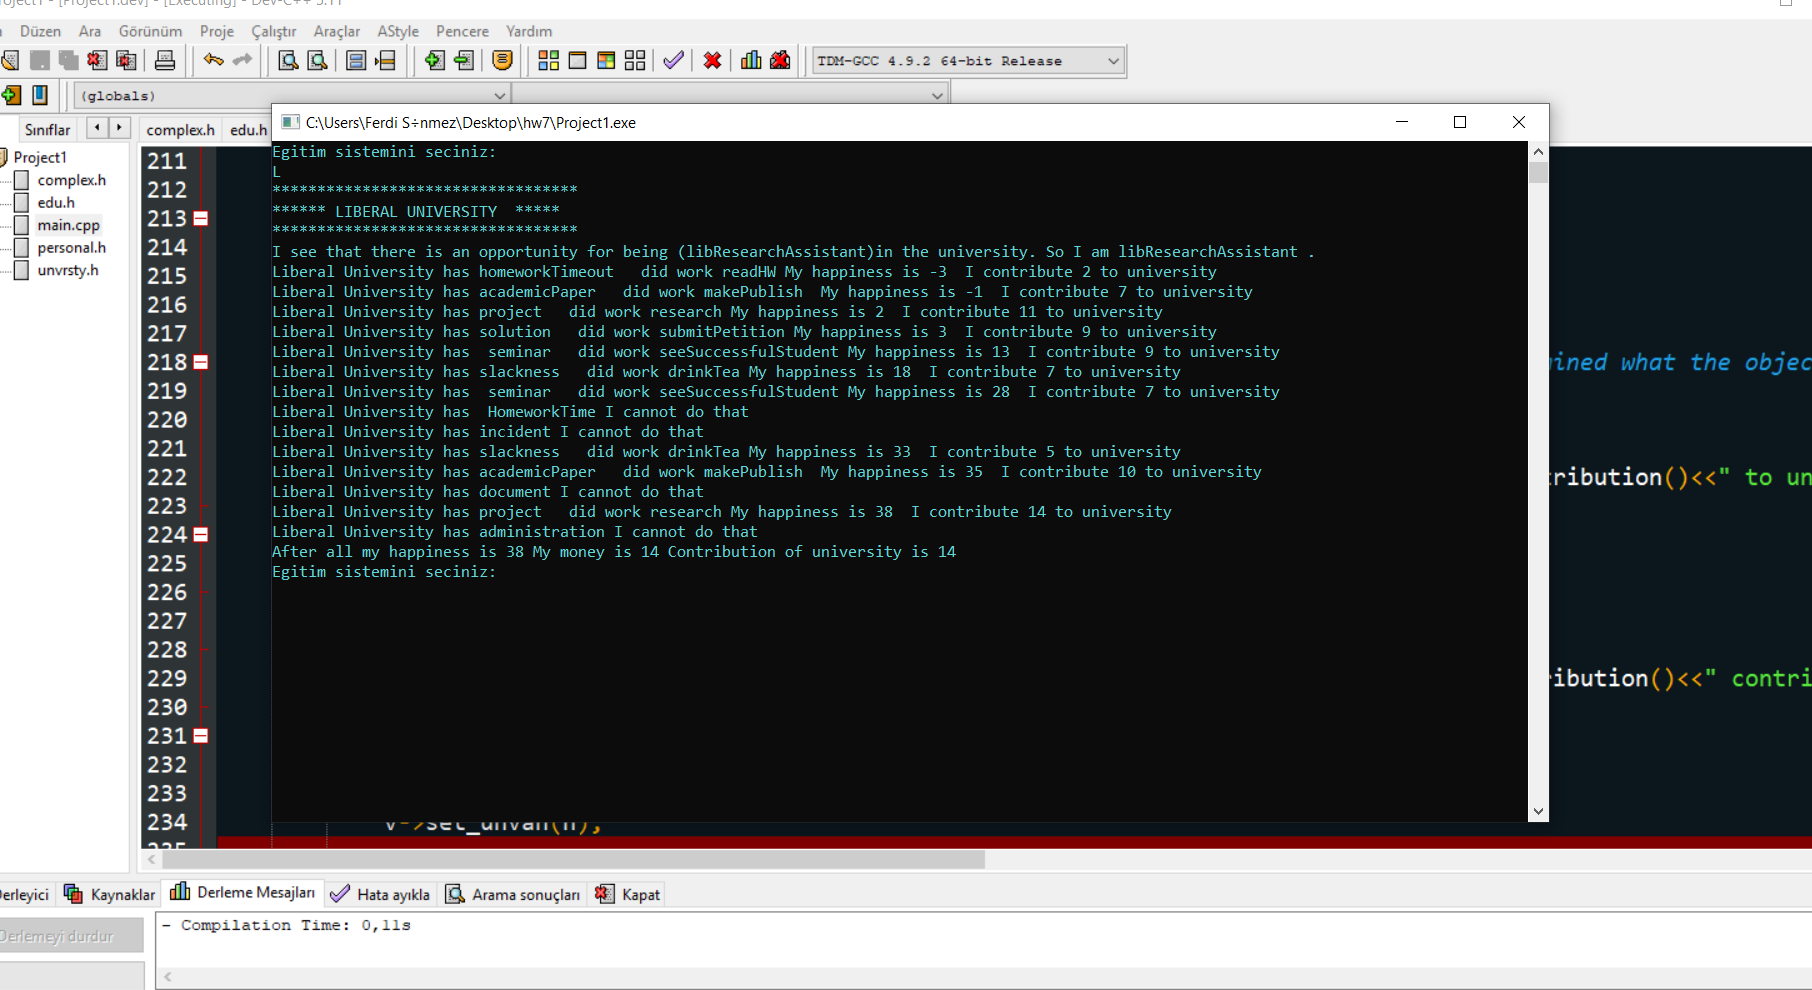 Project1 - [Project1.dev] - [Executing] - Dev-C++ 5.11
Düzen Ara Görünüm Proje Çalıştır Araçlar AStyle Pencere Yardım
TDM-GCC 4.9.2 64-bit Release
(globals)
Sınıflar complex.h edu.h
C:\Users\Ferdi S÷nmez\Desktop\hw7\Project1.exe
Project1
complex.h
edu.h
main.cpp
personal.h
unvrsty.h
211
212
213
214
215
216
217
218
219
220
221
222
223
224
225
226
227
228
229
230
231
232
233
234
235
Egitim sistemini seciniz:
L
**********************************
****** LIBERAL UNIVERSITY  *****
**********************************
I see that there is an opportunity for being (libResearchAssistant)in the university. So I am libResearchAssistant .
Liberal University has homeworkTimeout   did work readHW My happiness is -3  I contribute 2 to university
Liberal University has academicPaper   did work makePublish  My happiness is -1  I contribute 7 to university
Liberal University has project   did work research My happiness is 2  I contribute 11 to university
Liberal University has solution   did work submitPetition My happiness is 3  I contribute 9 to university
Liberal University has  seminar   did work seeSuccessfulStudent My happiness is 13  I contribute 9 to university
Liberal University has slackness   did work drinkTea My happiness is 18  I contribute 7 to university
Liberal University has  seminar   did work seeSuccessfulStudent My happiness is 28  I contribute 7 to university
Liberal University has  HomeworkTime I cannot do that
Liberal University has incident I cannot do that
Liberal University has slackness   did work drinkTea My happiness is 33  I contribute 5 to university
Liberal University has academicPaper   did work makePublish  My happiness is 35  I contribute 10 to university
Liberal University has document I cannot do that
Liberal University has project   did work research My happiness is 38  I contribute 14 to university
Liberal University has administration I cannot do that
After all my happiness is 38 My money is 14 Contribution of university is 14
Egitim sistemini seciniz:
what the objec
ribution()<<" to un
ibution()<<" contri
v->set_unvan(n);
Derleyici Kaynaklar Derleme Mesajları Hata ayıkla Arama sonuçları Kapat
Derlemeyi durdur
- Compilation Time: 0,11s